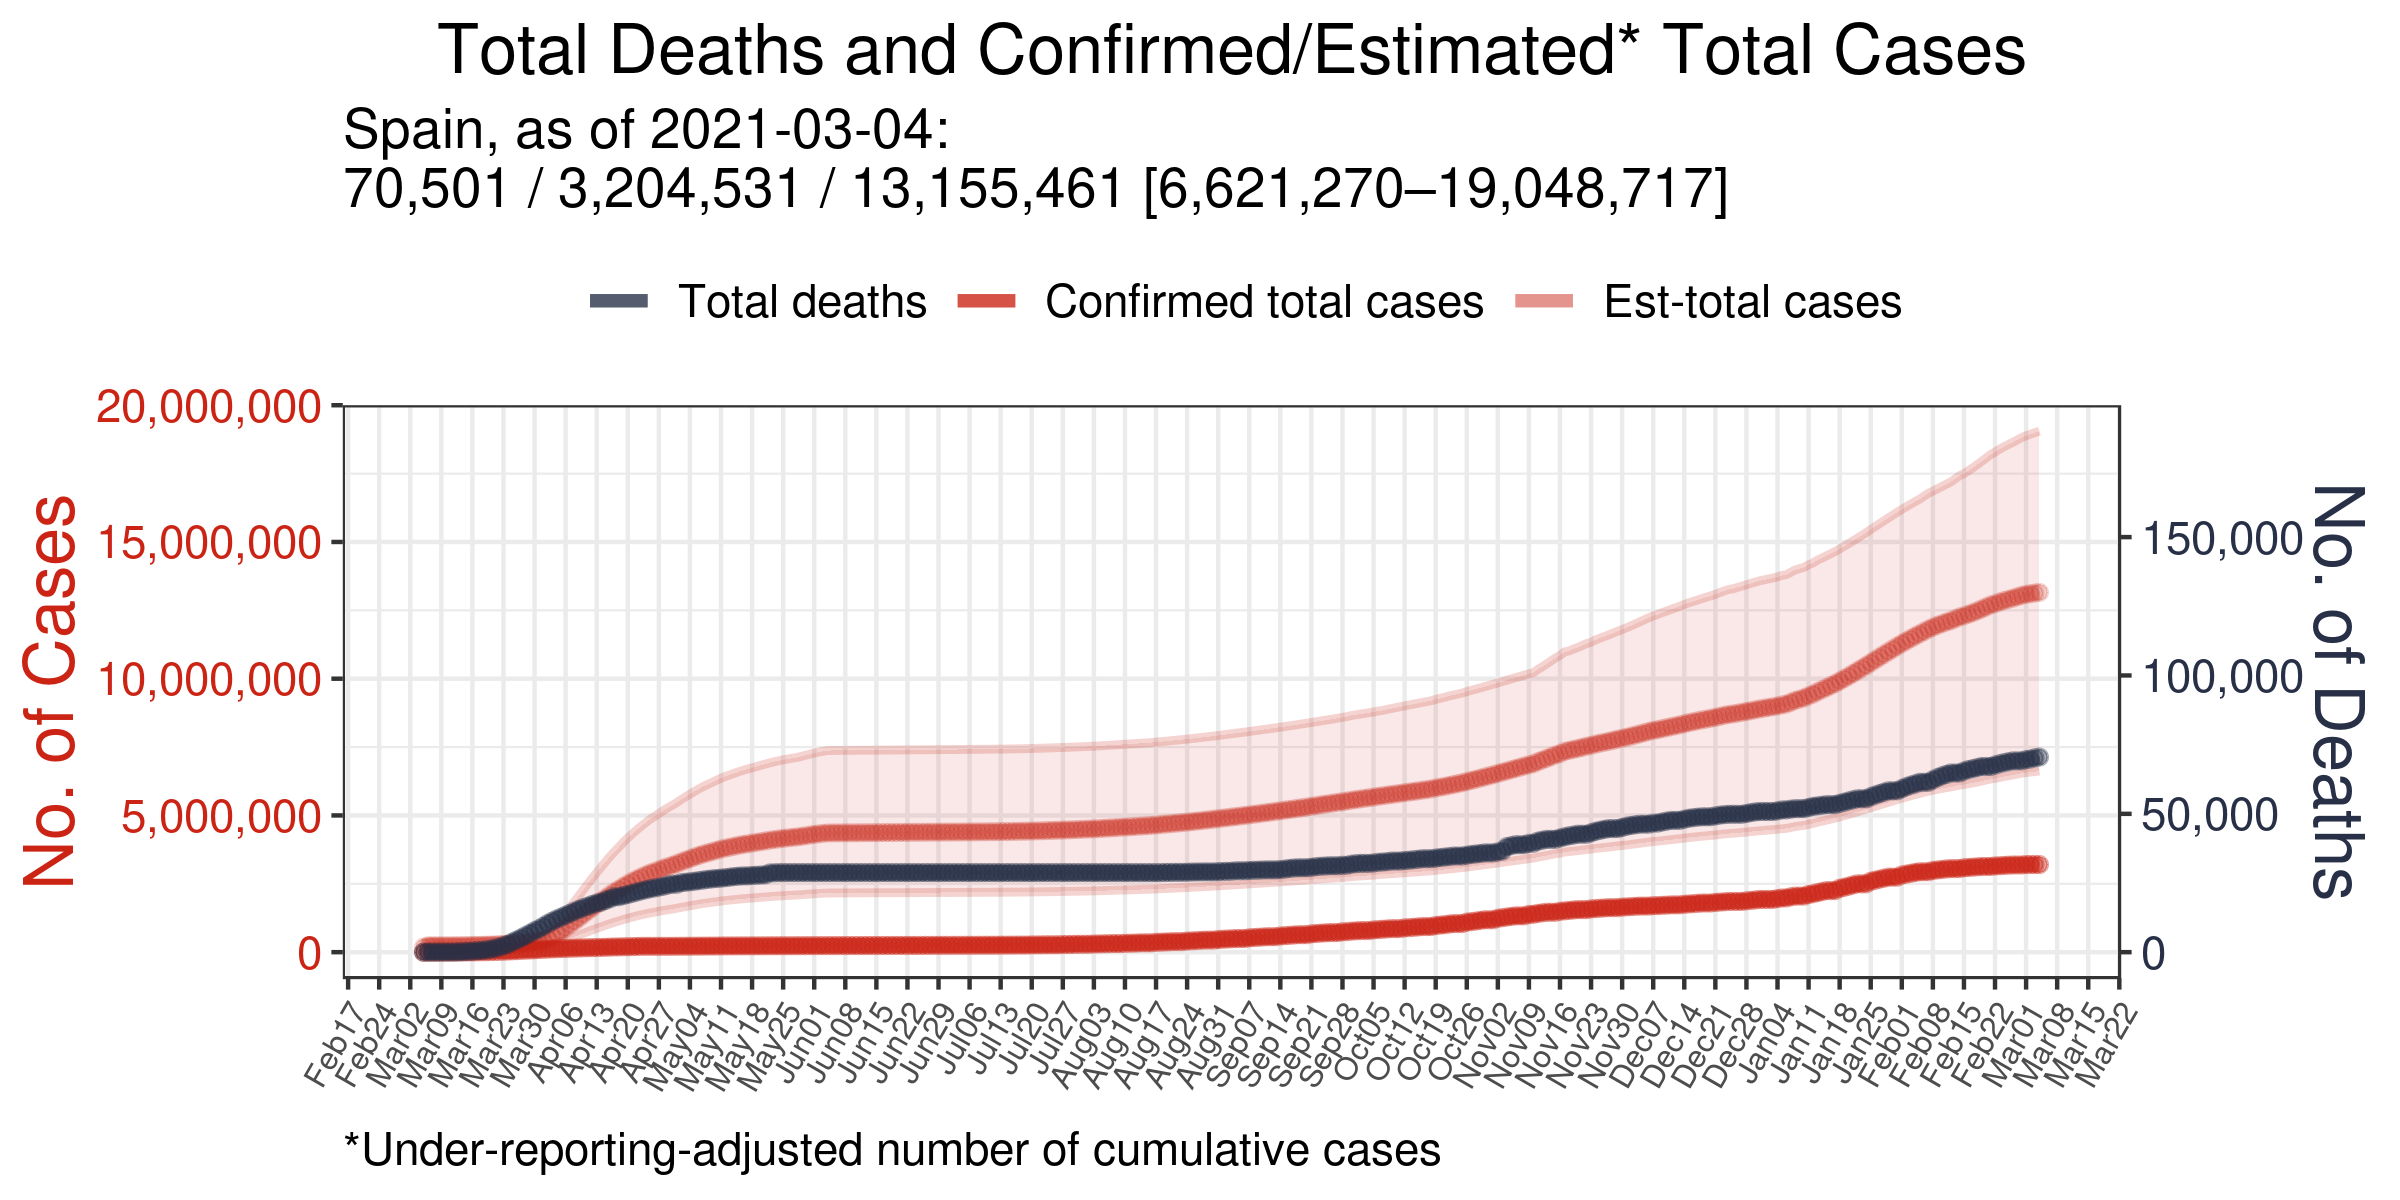 Total Deaths and Confirmed/Estimated* Total Cases
Spain, as of 2021-03-04:
70,501 / 3,204,531 / 13,155,461 [6,621,270–19,048,717]
Total deaths
Confirmed total cases
Est-total cases
No. of Cases
20,000,000
15,000,000
10,000,000
5,000,000
0
150,000
100,000
50,000
0
No. of Deaths
Feb17
Feb24
Mar02
Mar09
Mar16
Mar23
Mar30
Apr06
Apr13
Apr20
Apr27
May04
May11
May18
May25
Jun01
Jun08
Jun15
Jun22
Jun29
Jul06
Jul13
Jul20
Jul27
Aug03
Aug10
Aug17
Aug24
Aug31
Sep07
Sep14
Sep21
Sep28
Oct05
Oct12
Oct19
Oct26
Nov02
Nov09
Nov16
Nov23
Nov30
Dec07
Dec14
Dec21
Dec28
Jan04
Jan11
Jan18
Jan25
Feb01
Feb08
Feb15
Feb22
Mar01
Mar08
Mar15
Mar22
*Under-reporting-adjusted number of cumulative cases